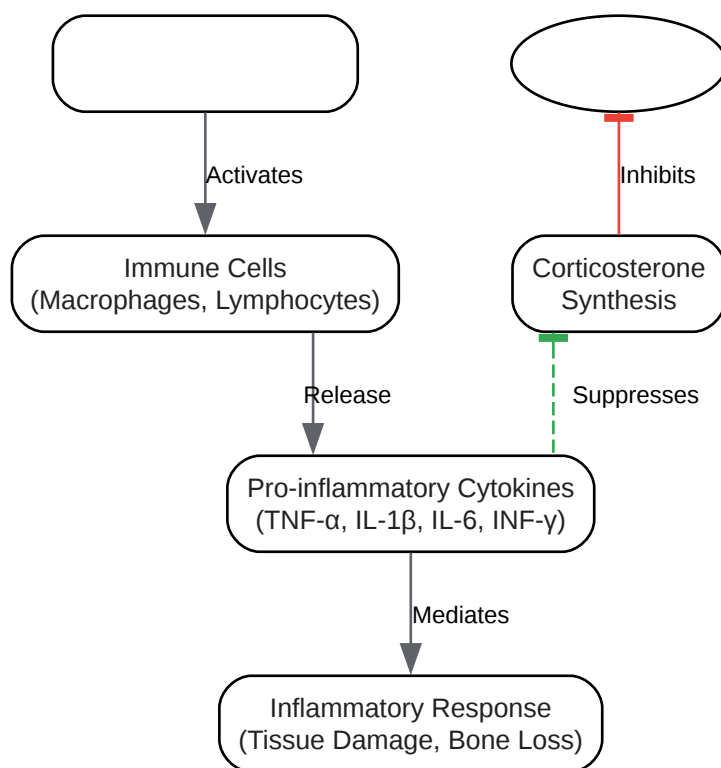 Activates
Inhibits
Immune Cells
(Macrophages, Lymphocytes)
Corticosterone
Synthesis
Release
Suppresses
Pro-inflammatory Cytokines
(TNF-α, IL-1β, IL-6, INF-γ)
Mediates
Inflammatory Response
(Tissue Damage, Bone Loss)